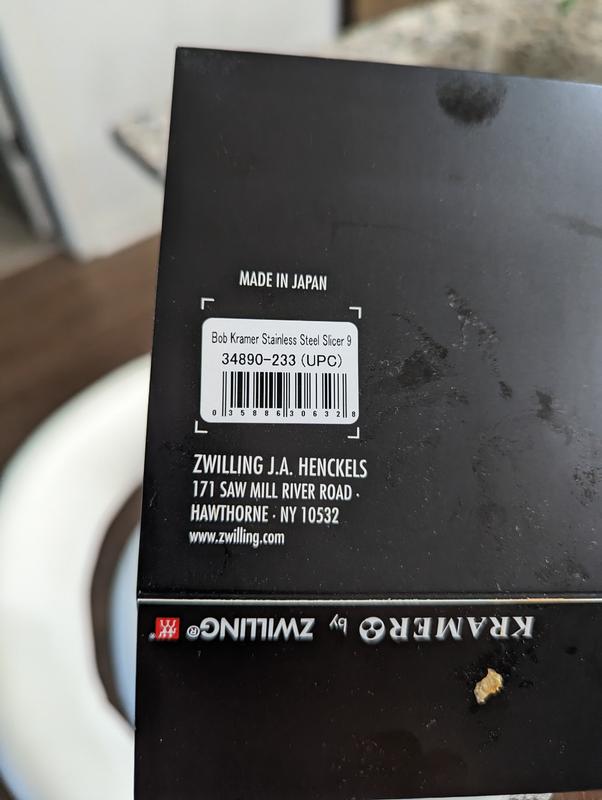 MADE IN JAPAN
Bob Kramer Stainless Steel Slicer 9
34890-233 (UPC)
0 35886 30632 8
ZWILLING J.A. HENCKELS
171 SAW MILL RIVER ROAD ·
HAWTHORNE · NY 10532
www.zwilling.com
KRAMER by ZWILLING®